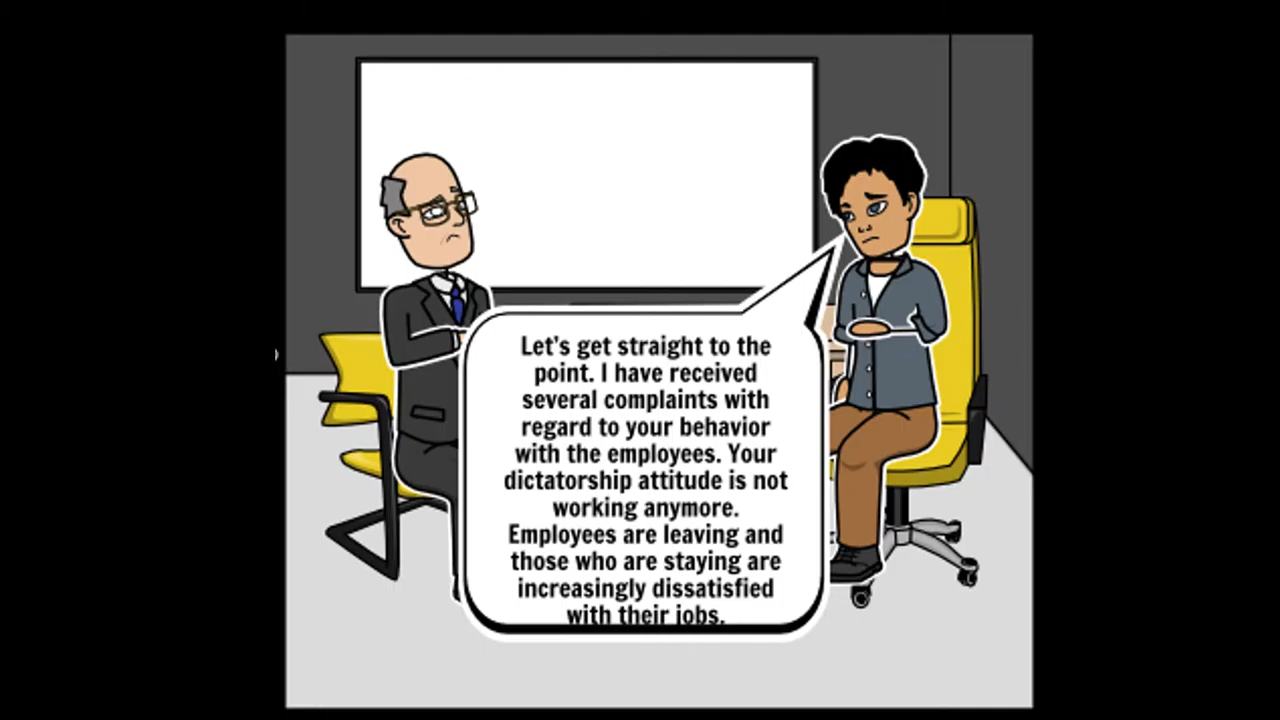 Let's get straight to the
point. I have received
several complaints with
regard to your behavior
with the employees. Your
dictatorship attitude is not
working anymore.
Employees are leaving and
those who are staying are
increasingly dissatisfied
with their jobs.